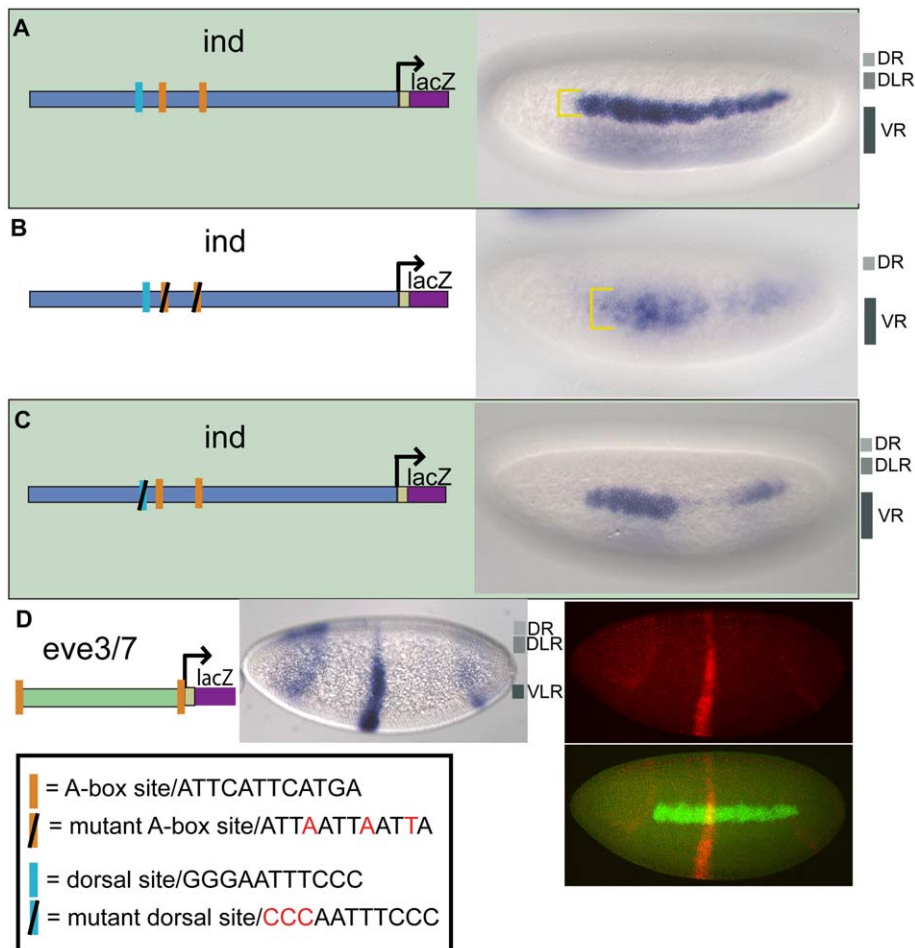 A
ind
lacZ
DR
DLR
VR
B
ind
lacZ
DR
VR
C
ind
lacZ
DR
DLR
VR
D
eve3/7
lacZ
DR
DLR
VLR
= A-box site/ATTCATTCATGA
= mutant A-box site/ATTAATTAATTA
= dorsal site/GGGAATTTCCC
= mutant dorsal site/CCCAATTTCCC